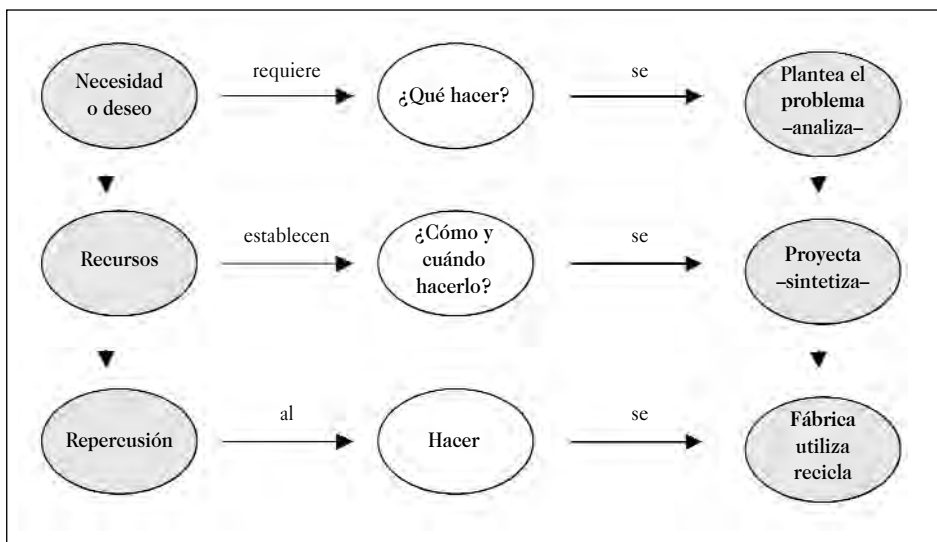 Necesidad
o deseo
requiere
¿Qué hacer?
se
Plantea el
problema
–analiza–
Recursos
establecen
¿Cómo y
cuándo
hacerlo?
se
Proyecta
–sintetiza–
Repercusión
al
Hacer
se
Fábrica
utiliza
recicla